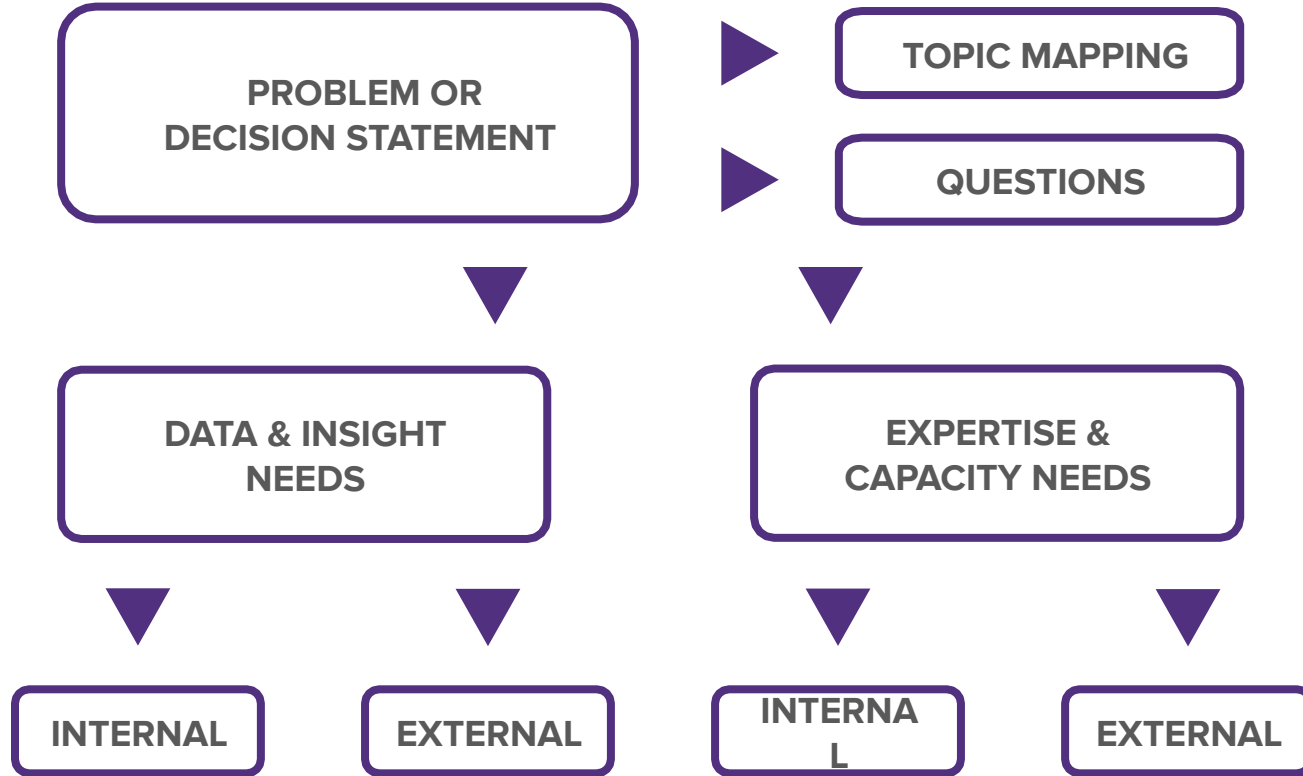 PROBLEM OR
DECISION STATEMENT
TOPIC MAPPING
QUESTIONS
DATA & INSIGHT
NEEDS
EXPERTISE &
CAPACITY NEEDS
INTERNAL
EXTERNAL
INTERNA
L
EXTERNAL